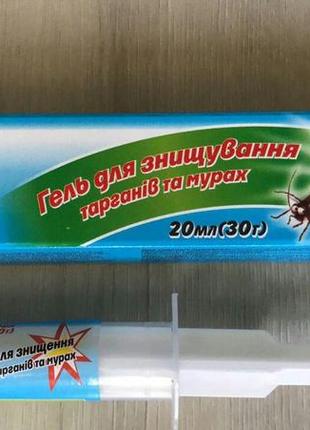 Гель для знищування
тарганів та мурах
20мл(30г)
для знищення
тарганів та мурах